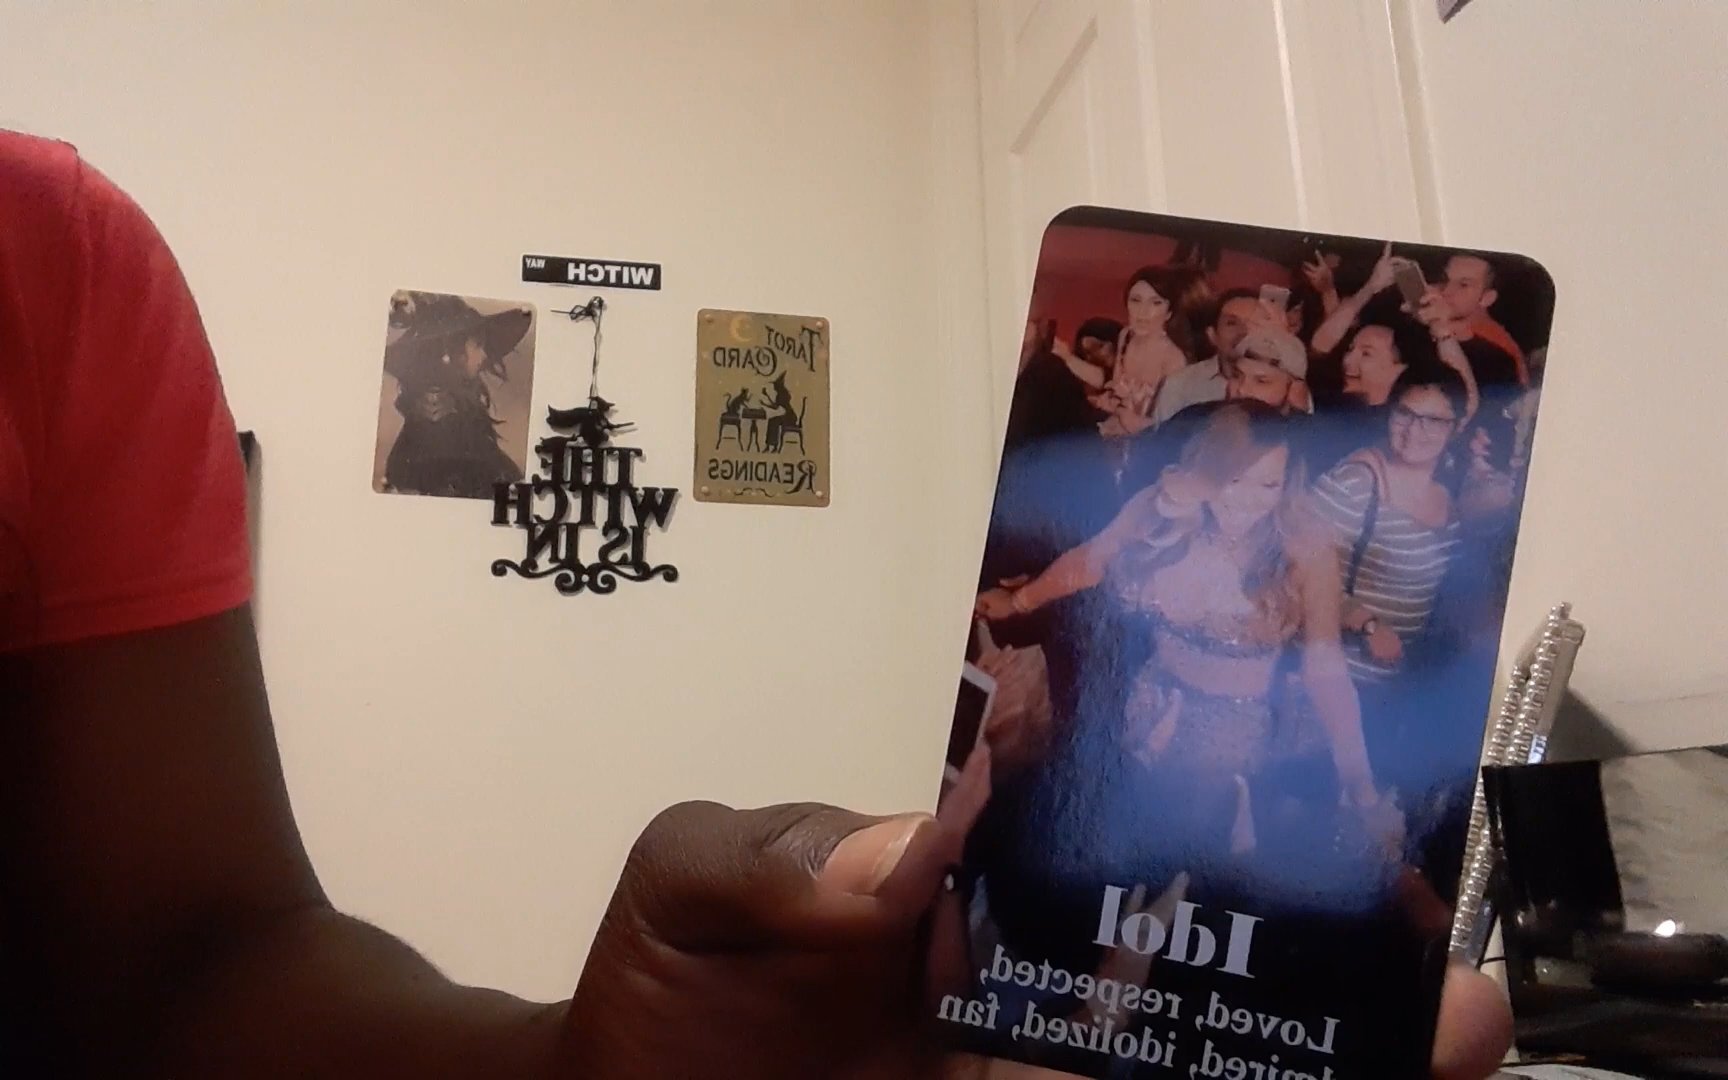 WITCH WAY
TAROT
CARD
READINGS
THE
WITCH
IS IN
Idol
Loved, respected,
idolized, fan